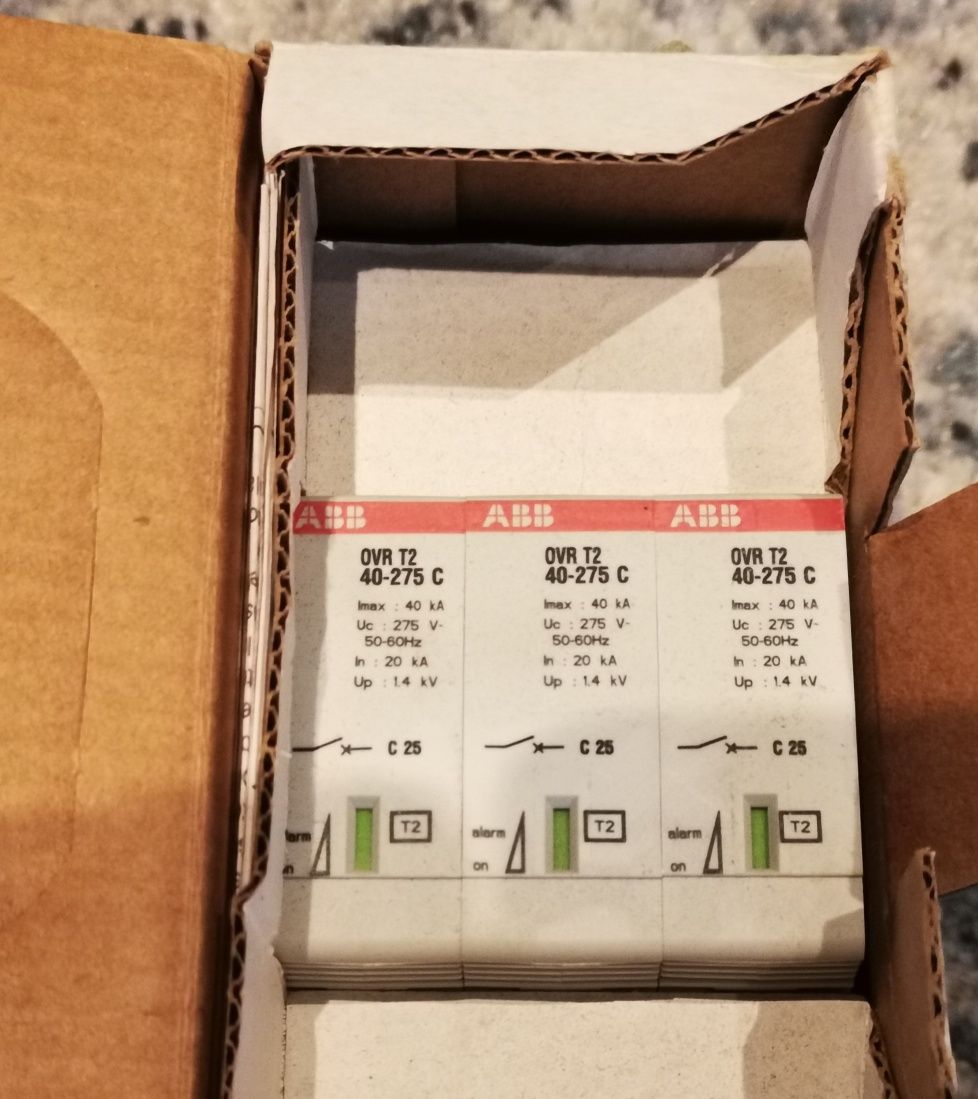 ABB
OVR T2
40-275 C
Imax : 40 kA
Uc : 275 V~
50-60Hz
In : 20 kA
Up : 1.4 kV
C 25
T2
alarm
on
ABB
OVR T2
40-275 C
Imax : 40 kA
Uc : 275 V~
50-60Hz
In : 20 kA
Up : 1.4 kV
C 25
T2
alarm
on
ABB
OVR T2
40-275 C
Imax : 40 kA
Uc : 275 V~
50-60Hz
In : 20 kA
Up : 1.4 kV
C 25
T2
alarm
on